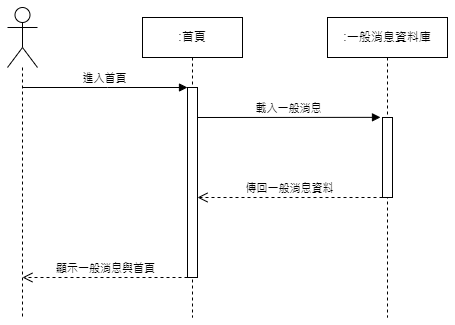 :首頁
:一般消息資料庫
進入首頁
載入一般消息
傳回一般消息資料
顯示一般消息與首頁